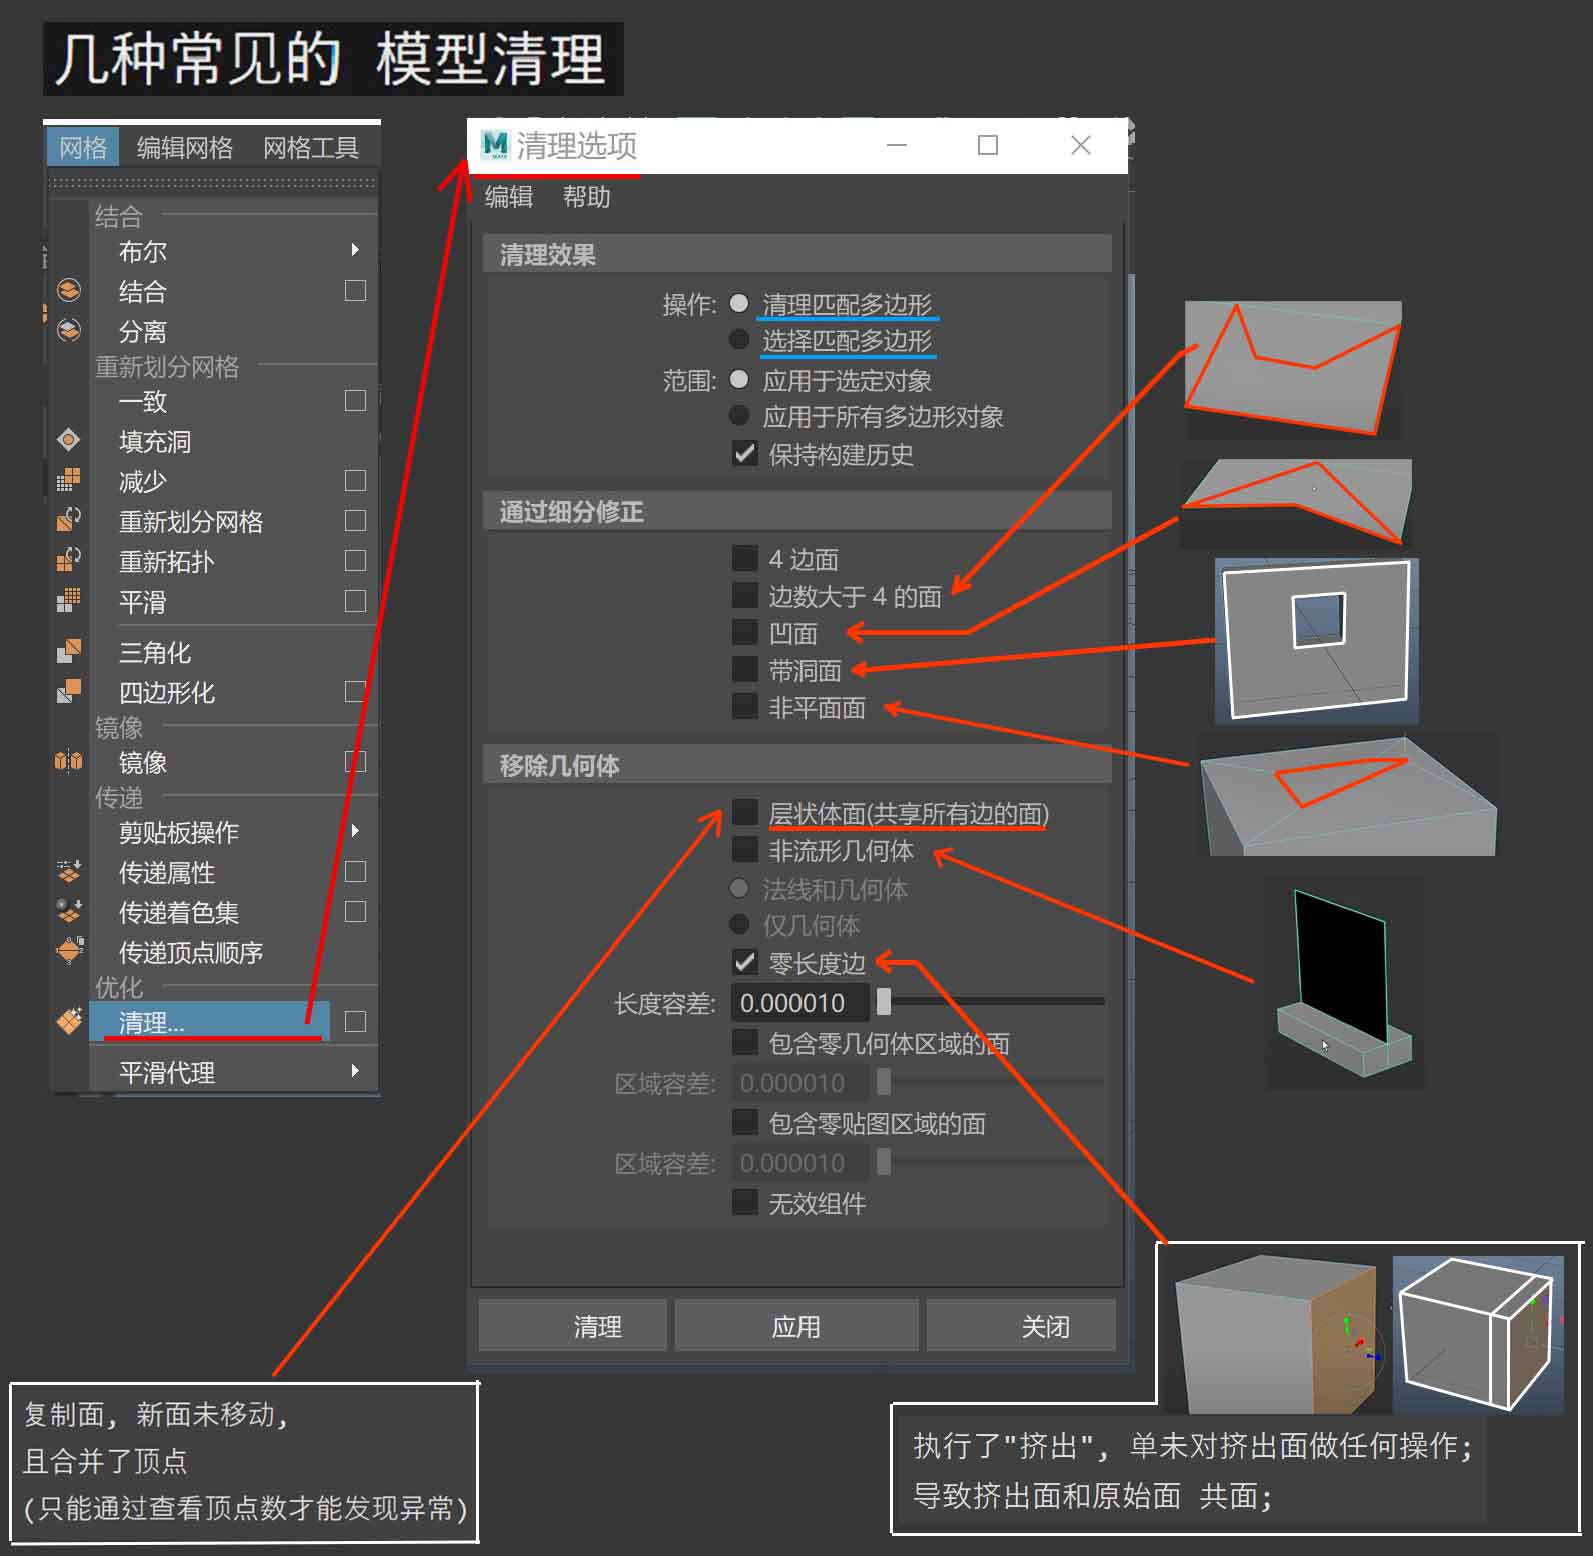 几种常见的 模型清理
网格 编辑网格 网格工具
结合
布尔
结合
分离
重新划分网格
一致
填充洞
减少
重新划分网格
重新拓扑
平滑
三角化
四边形化
镜像
镜像
传递
剪贴板操作
传递属性
传递着色集
传递顶点顺序
优化
清理...
平滑代理
清理选项
编辑 帮助
清理效果
操作: 清理匹配多边形
选择匹配多边形
范围: 应用于选定对象
应用于所有多边形对象
保持构建历史
通过细分修正
4 边面
边数大于 4 的面
凹面
带洞面
非平面面
移除几何体
层状体面(共享所有边的面)
非流形几何体
法线和几何体
仅几何体
零长度边
长度容差: 0.000010
包含零几何体区域的面
区域容差: 0.000010
包含零贴图区域的面
区域容差: 0.000010
无效组件
清理 应用 关闭
复制面, 新面未移动,
且合并了顶点
(只能通过查看顶点数才能发现异常)
执行了"挤出", 单未对挤出面做任何操作;
导致挤出面和原始面 共面;